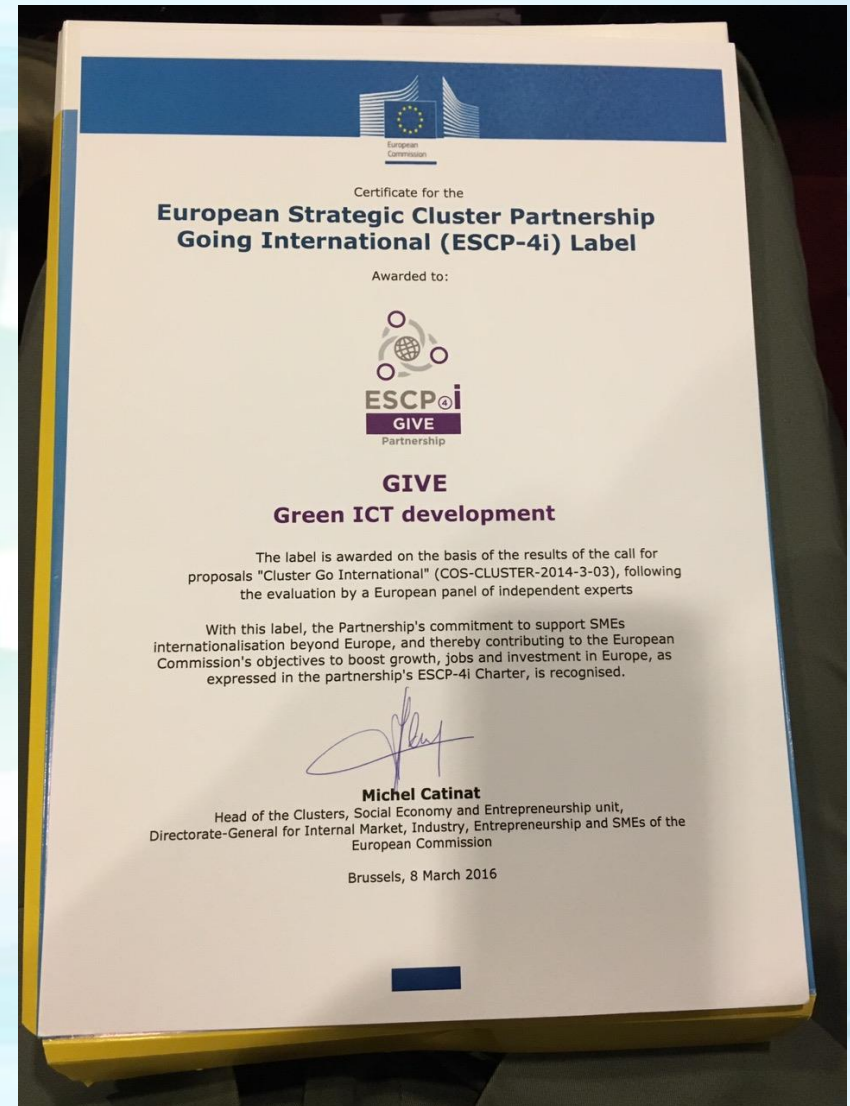 European
Commission
Certificate for the
European Strategic Cluster Partnership
Going International (ESCP-4i) Label
Awarded to:
ESCP4i
GIVE
Partnership
GIVE
Green ICT development
The label is awarded on the basis of the results of the call for
proposals "Cluster Go International" (COS-CLUSTER-2014-3-03), following
the evaluation by a European panel of independent experts
With this label, the Partnership's commitment to support SMEs
internationalisation beyond Europe, and thereby contributing to the European
Commission's objectives to boost growth, jobs and investment in Europe, as
expressed in the partnership's ESCP-4i Charter, is recognised.
Michel Catinat
Head of the Clusters, Social Economy and Entrepreneurship unit,
Directorate-General for Internal Market, Industry, Entrepreneurship and SMEs of the
European Commission
Brussels, 8 March 2016